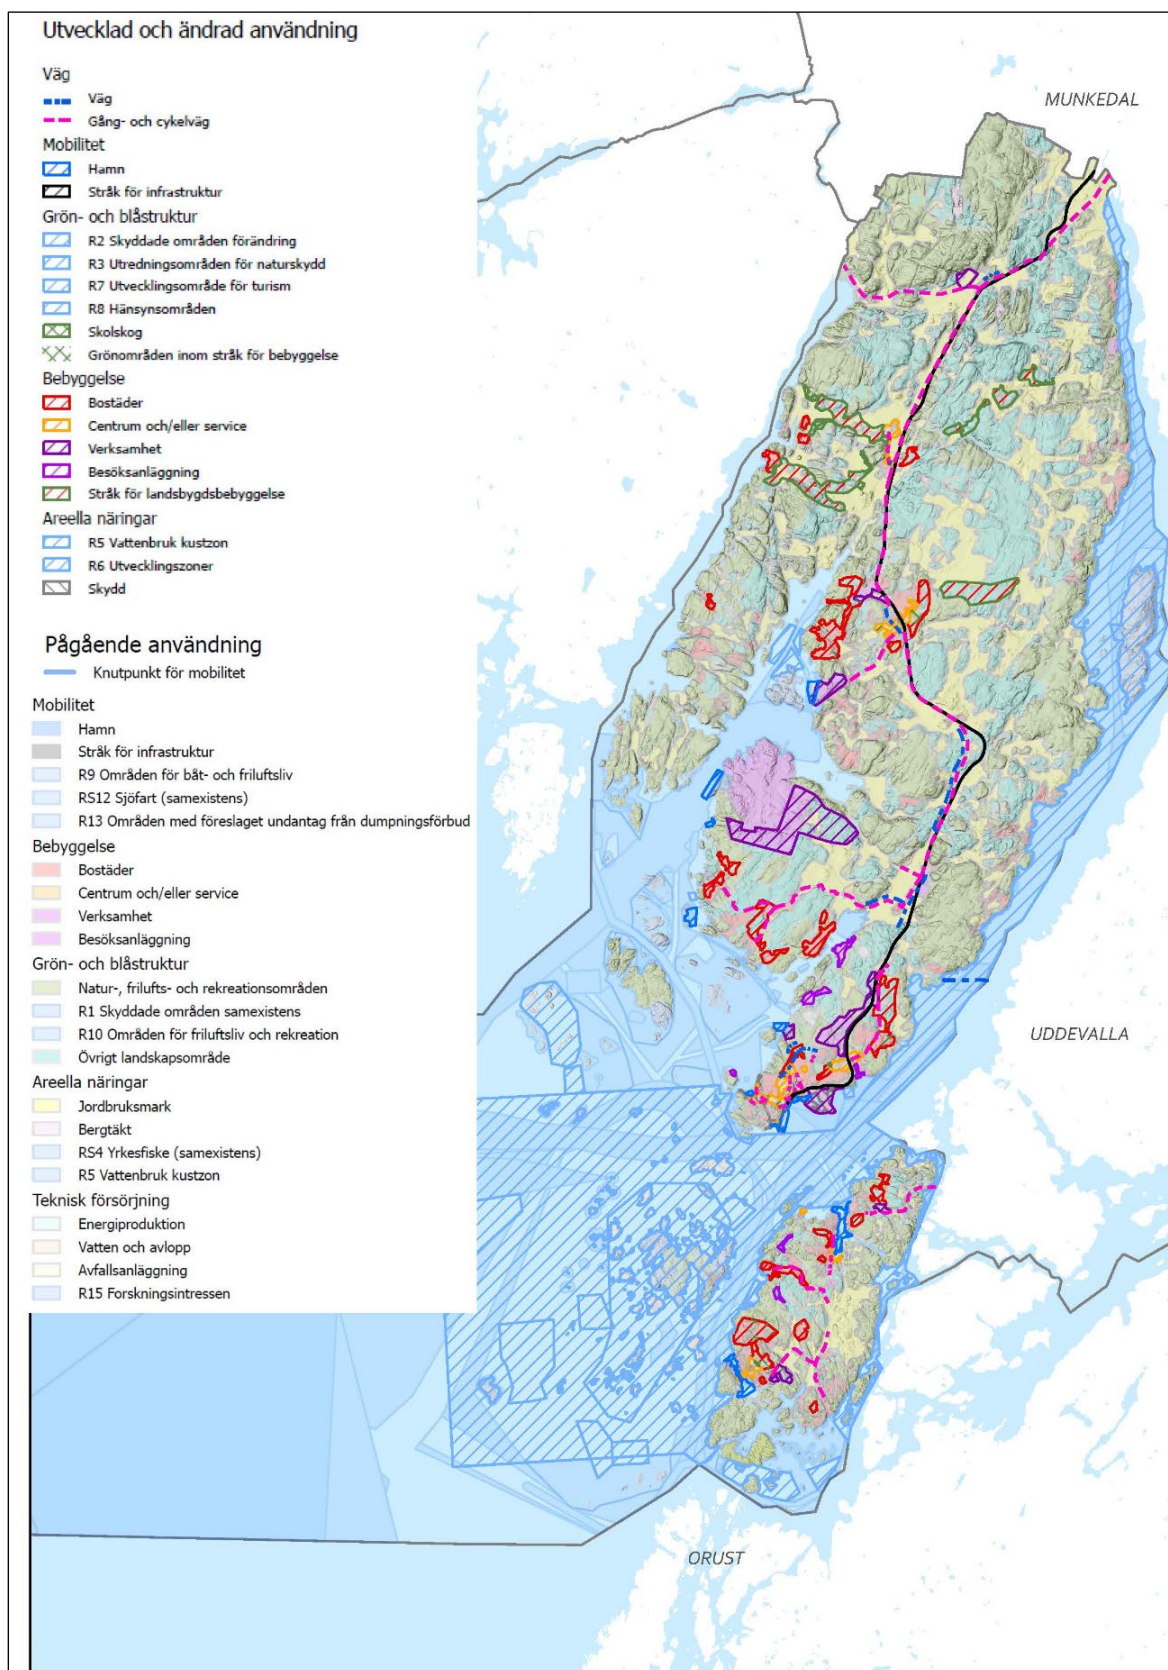 Utvecklad och ändrad användning
Väg
Väg
Gång- och cykelväg
Mobilitet
Hamn
Stråk för infrastruktur
Grön- och blåstruktur
R2 Skyddade områden förändring
R3 Utredningsområden för naturskydd
R7 Utvecklingsområde för turism
R8 Hänsynsområden
Skolskog
Grönområden inom stråk för bebyggelse
Bebyggelse
Bostäder
Centrum och/eller service
Verksamhet
Besöksanläggning
Stråk för landsbygdsbebyggelse
Areella näringar
R5 Vattenbruk kustzon
R6 Utvecklingszoner
Skydd
Pågående användning
Knutpunkt för mobilitet
Mobilitet
Hamn
Stråk för infrastruktur
R9 Områden för båt- och friluftsliv
RS12 Sjöfart (samexistens)
R13 Områden med föreslaget undantag från dumpningsförbud
Bebyggelse
Bostäder
Centrum och/eller service
Verksamhet
Besöksanläggning
Grön- och blåstruktur
Natur-, frilufts- och rekreationsområden
R1 Skyddade områden samexistens
R10 Områden för friluftsliv och rekreation
Övrigt landskapsområde
Areella näringar
Jordbruksmark
Bergtäkt
RS4 Yrkesfiske (samexistens)
R5 Vattenbruk kustzon
Teknisk försörjning
Energiproduktion
Vatten och avlopp
Avfallsanläggning
R15 Forskningsintressen
MUNKEDAL
UDDEVALLA
ORUST